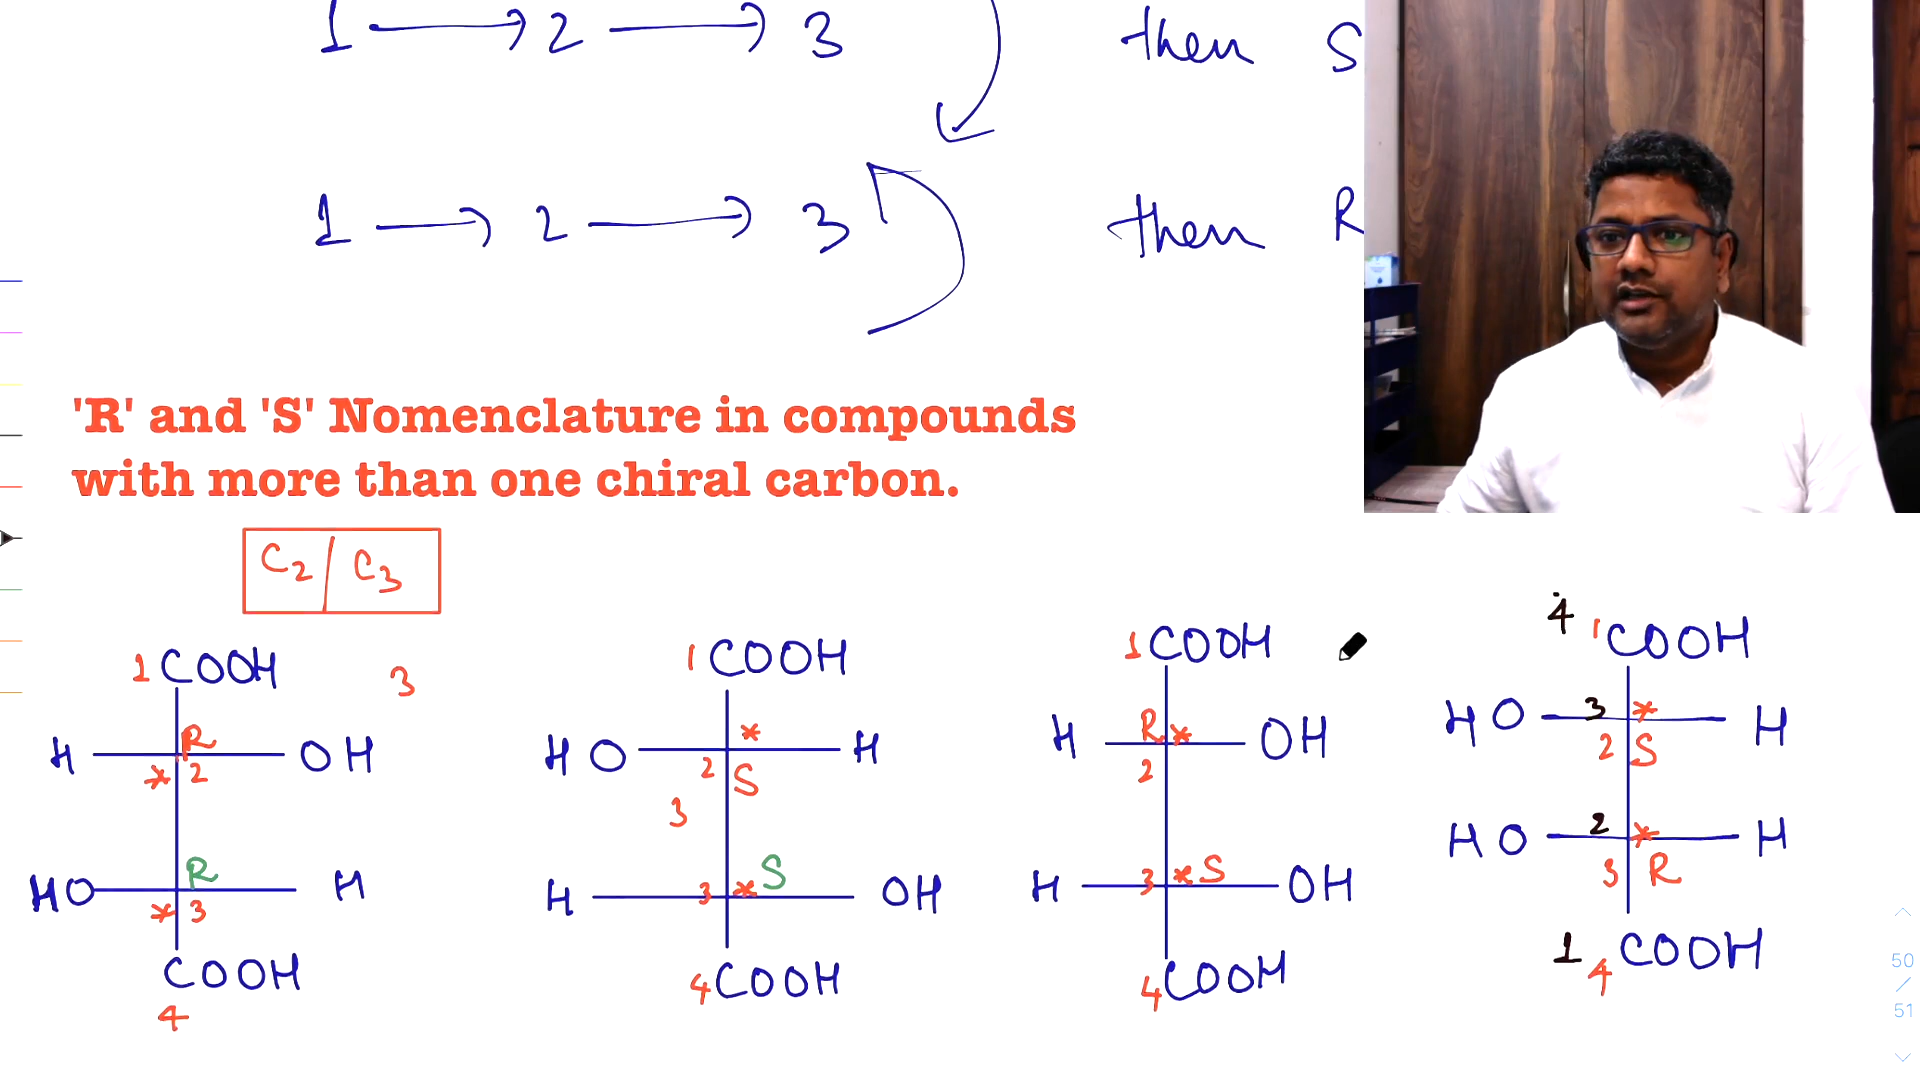 1 → 2 → 3 then S
1 → 2 → 3 then R
'R' and 'S' Nomenclature in compounds
with more than one chiral carbon.
C2 / C3
1 COOH 3
H R OH
* 2
HO R H
* 3
COOH
4
1 COOH
HO * H
2 S
3
H 3 * S OH
4 COOH
1 COOH
H R * OH
2
H 3 * S OH
4 COOH
4 1 COOH
HO 3 * H
2 S
HO 2 * H
3 R
1 4 COOH
50
/
51